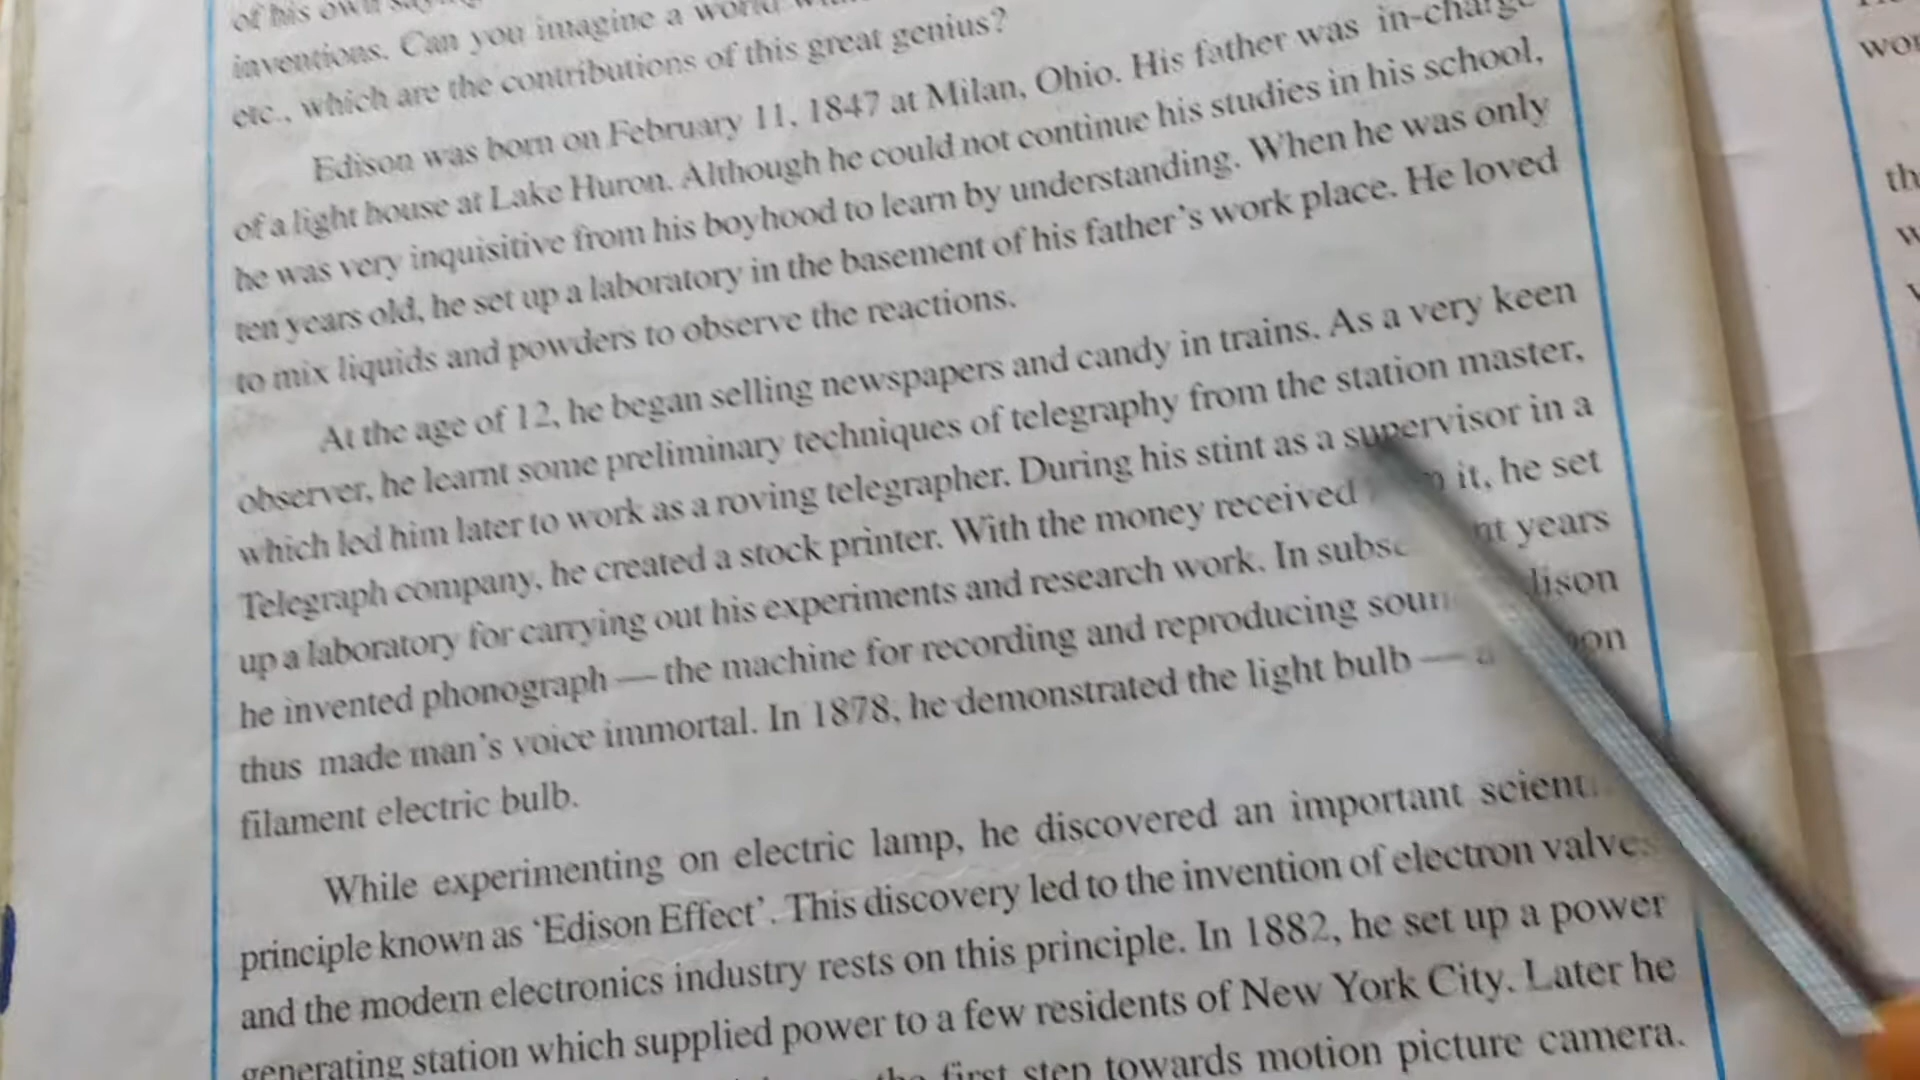 of his own
inventions. Can you imagine a world
etc., which are the contributions of this great genius?
Edison was born on February 11, 1847 at Milan, Ohio. His father was in-charge
of a light house at Lake Huron. Although he could not continue his studies in his school,
he was very inquisitive from his boyhood to learn by understanding. When he was only
ten years old, he set up a laboratory in the basement of his father's work place. He loved
to mix liquids and powders to observe the reactions.
At the age of 12, he began selling newspapers and candy in trains. As a very keen
observer, he learnt some preliminary techniques of telegraphy from the station master,
which led him later to work as a roving telegrapher. During his stint as a supervisor in a
Telegraph company, he created a stock printer. With the money received it, he set
up a laboratory for carrying out his experiments and research work. In years
he invented phonograph — the machine for recording and reproducing
thus made man's voice immortal. In 1878, he demonstrated the light bulb —
filament electric bulb.
While experimenting on electric lamp, he discovered an important
principle known as 'Edison Effect'. This discovery led to the invention of electron
and the modern electronics industry rests on this principle. In 1882, he set up a power
generating station which supplied power to a few residents of New York City. Later he
the first step towards motion picture camera.